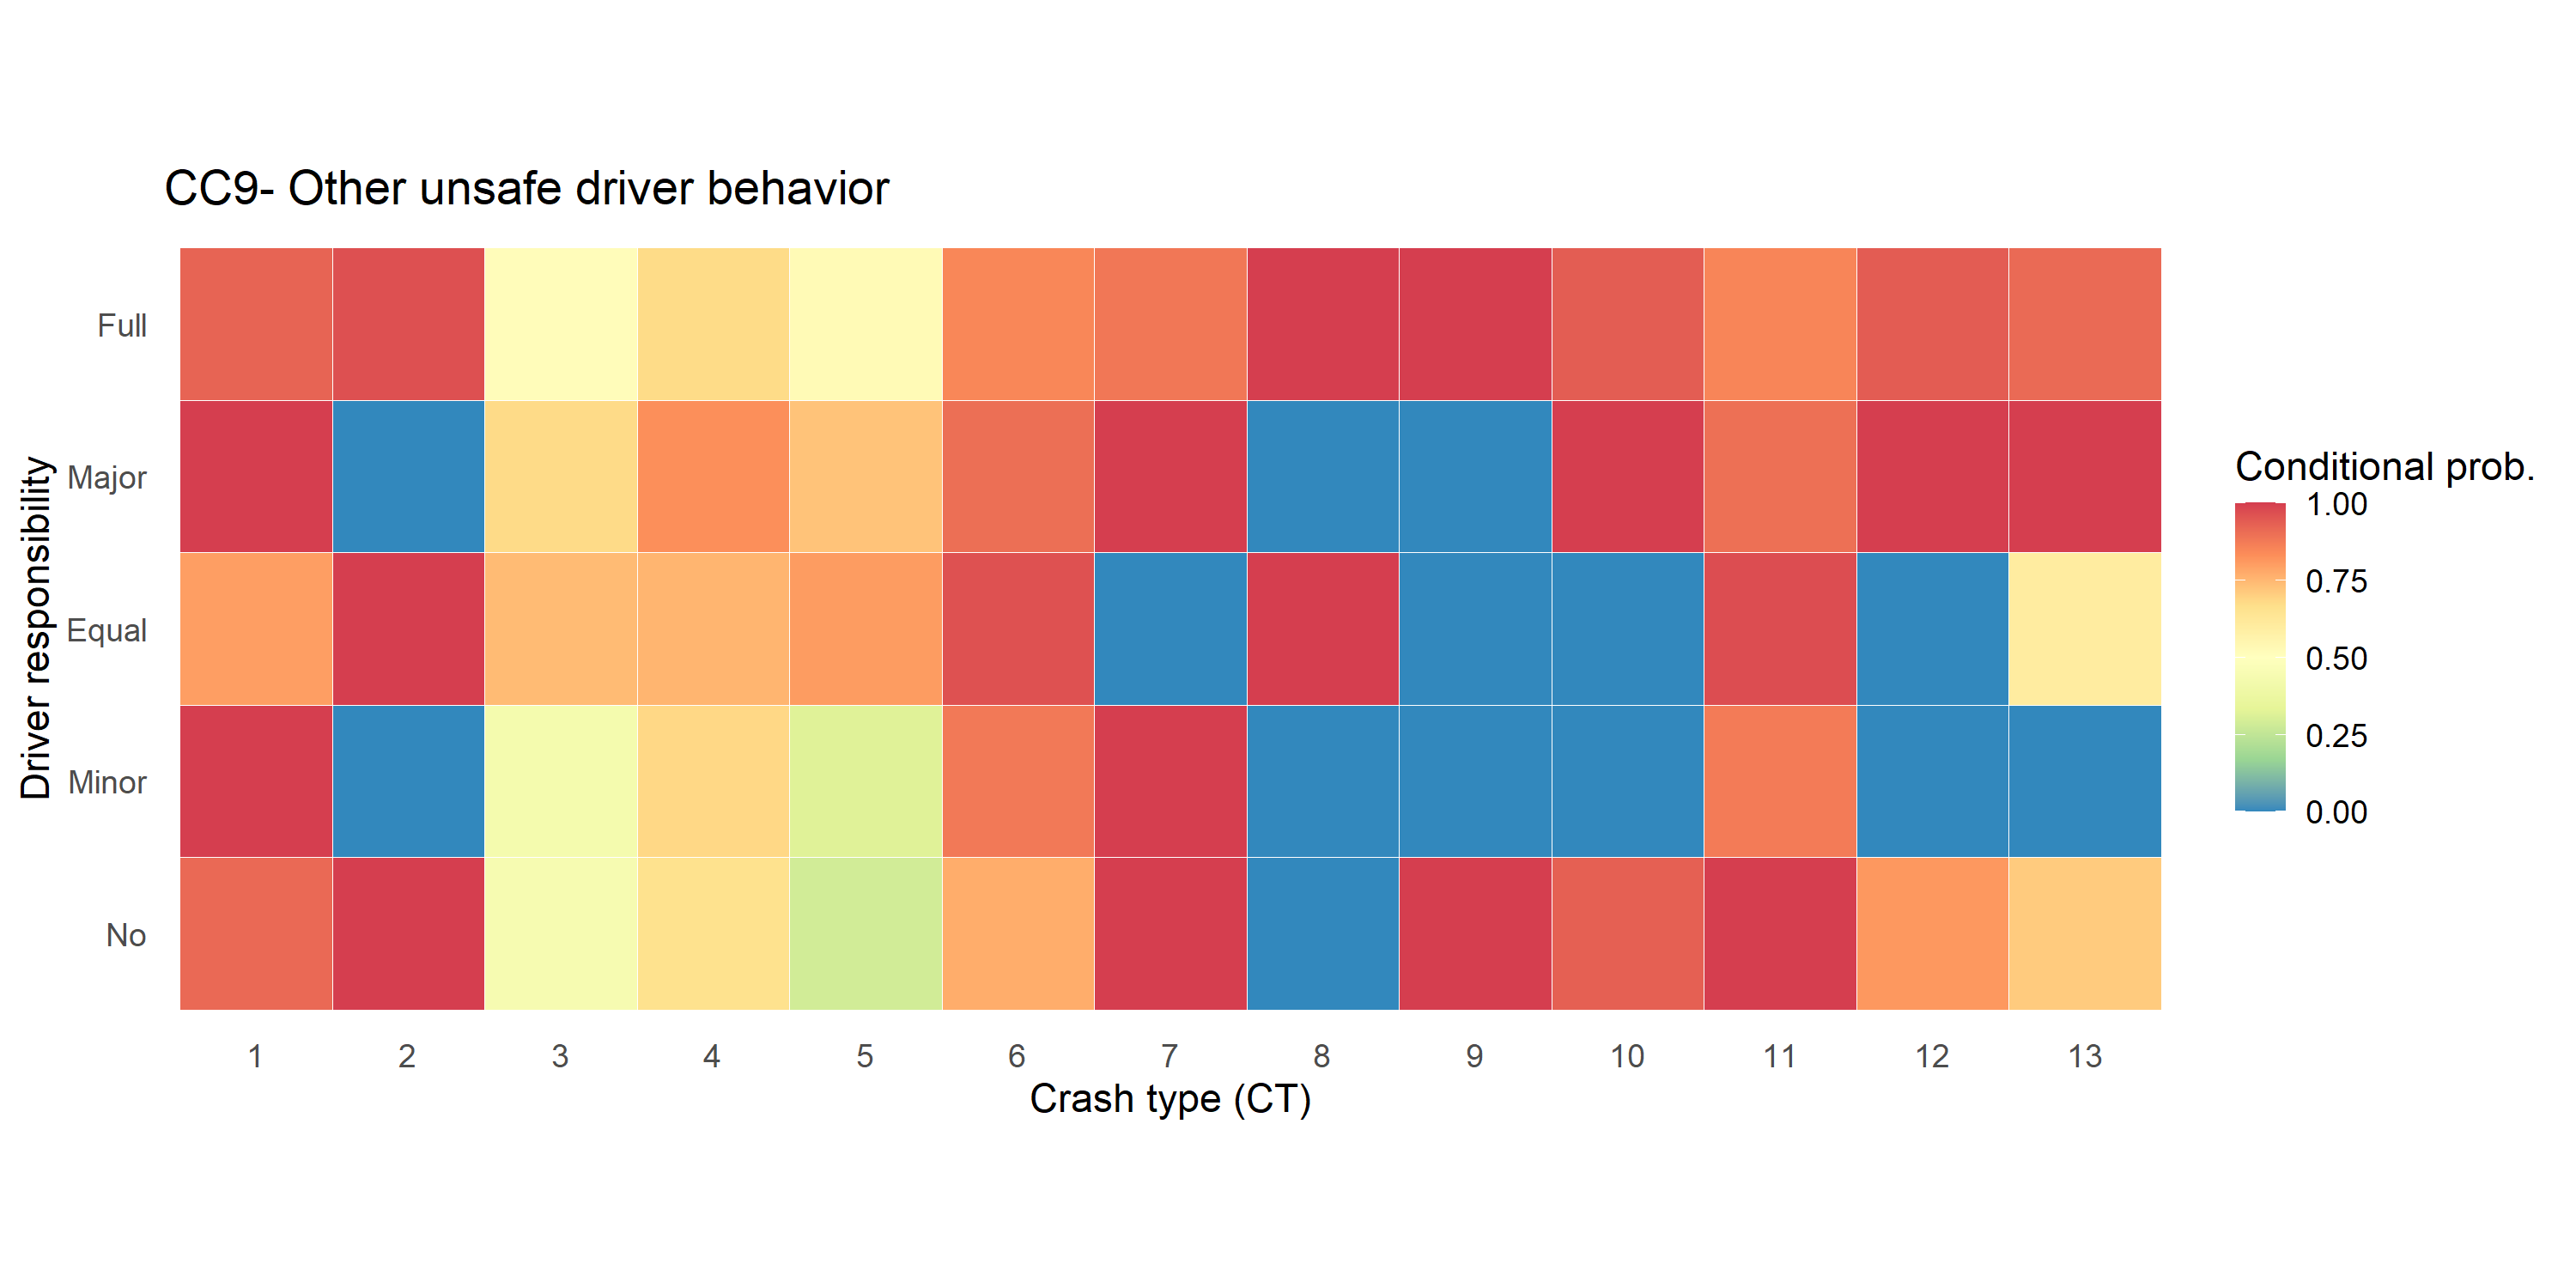 CC9- Other unsafe driver behavior
Driver responsibility
Full
Major
Equal
Minor
No
1 2 3 4 5 6 7 8 9 10 11 12 13
Crash type (CT)
Conditional prob.
1.00
0.75
0.50
0.25
0.00